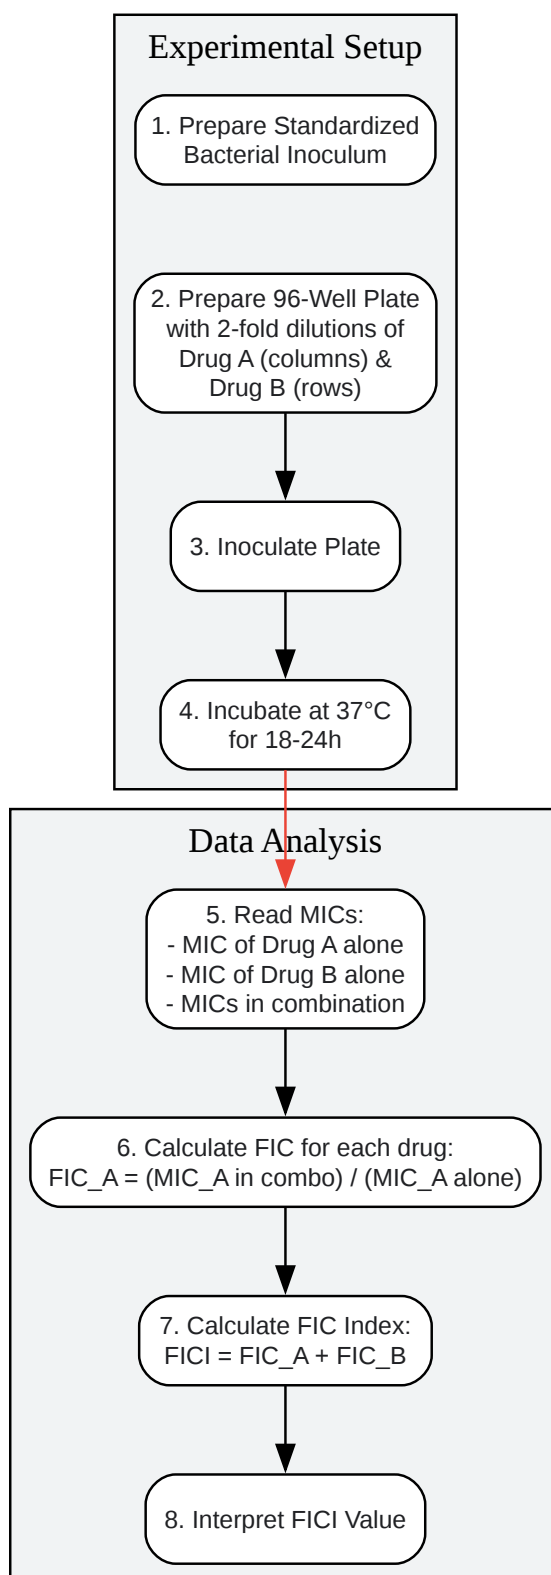 Experimental Setup
1. Prepare Standardized
Bacterial Inoculum
2. Prepare 96-Well Plate
with 2-fold dilutions of
Drug A (columns) &
Drug B (rows)
3. Inoculate Plate
4. Incubate at 37°C
for 18-24h
Data Analysis
5. Read MICs:
- MIC of Drug A alone
- MIC of Drug B alone
- MICs in combination
6. Calculate FIC for each drug:
FIC_A = (MIC_A in combo) / (MIC_A alone)
7. Calculate FIC Index:
FICI = FIC_A + FIC_B
8. Interpret FICI Value